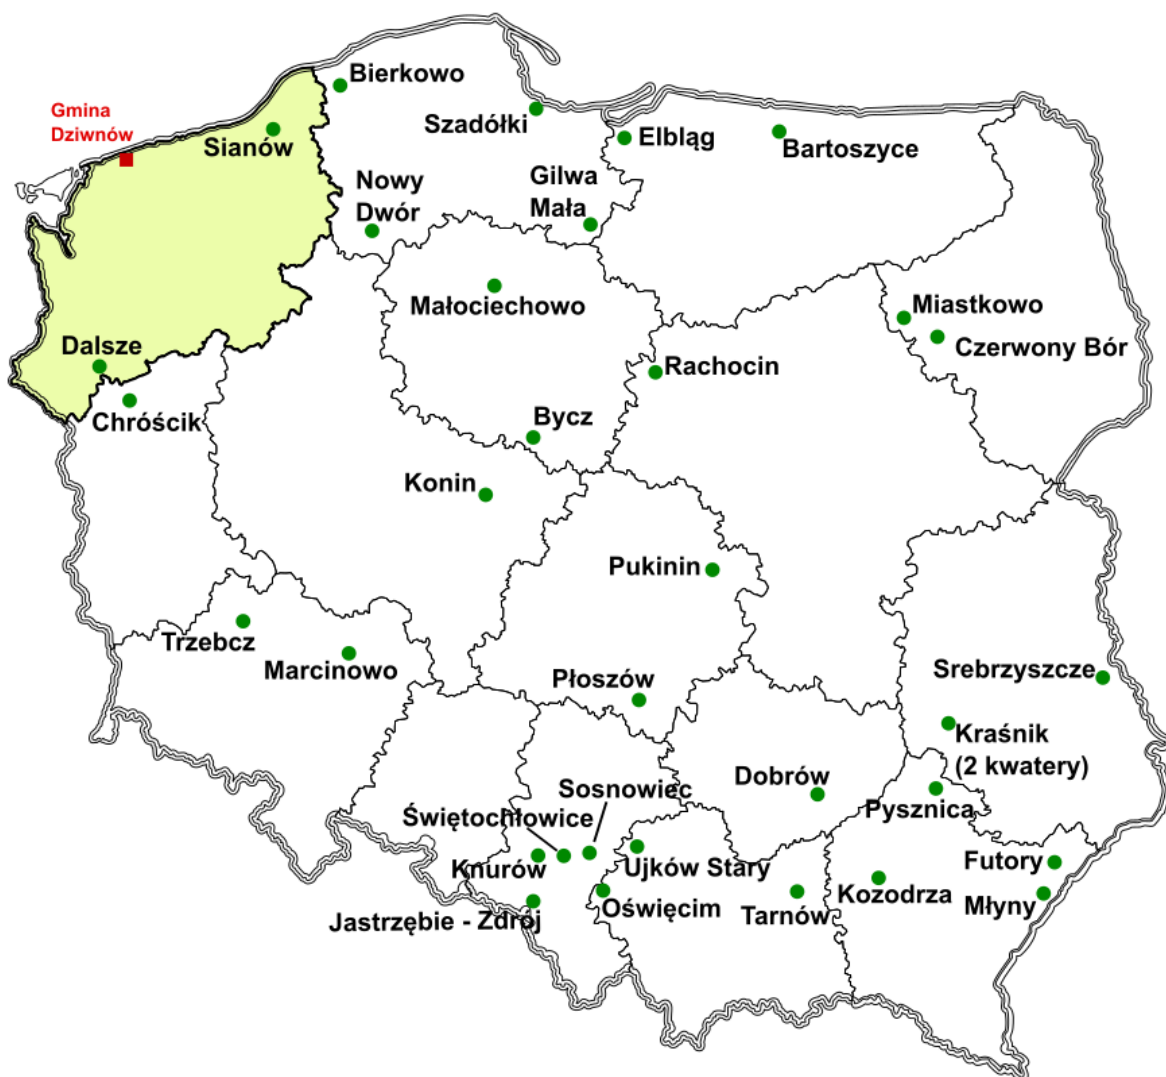 Bierkowo
Gmina
Dziwnów
Szadółki
Sianów
Elbląg
Bartoszyce
Nowy
Dwór
Gilwa
Mała
Małociechowo
Miastkowo
Czerwony Bór
Dalsze
Rachocin
Chróścik
Bycz
Konin
Pukinin
Trzebcz
Marcinowo
Płoszów
Srebrzyszcze
Kraśnik
(2 kwatery)
Dobrów
Sosnowiec
Pysznica
Świętochłowice
Knurów
Ujków Stary
Futory
Kozodrza
Młyny
Oświęcim
Tarnów
Jastrzębie - Zdrój